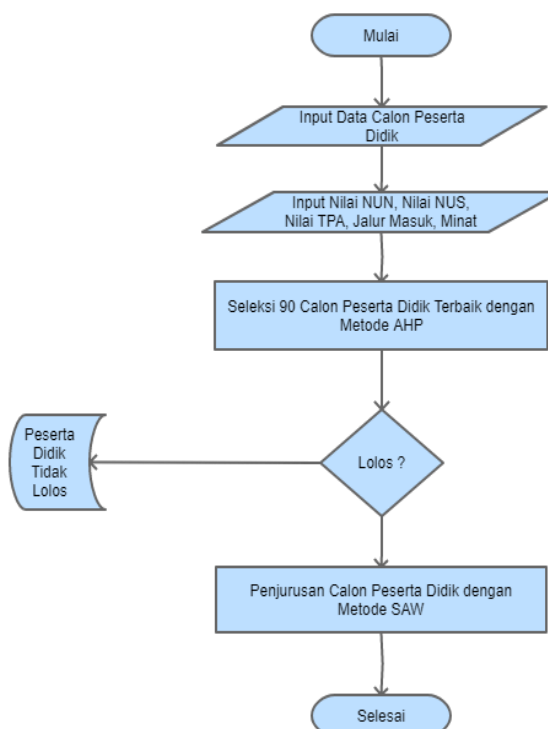 Mulai
Input Data Calon Peserta
Didik
Input Nilai NUN, Nilai NUS,
Nilai TPA, Jalur Masuk, Minat
Seleksi 90 Calon Peserta Didik Terbaik dengan
Metode AHP
Lolos ?
Peserta
Didik
Tidak
Lolos
Penjurusan Calon Peserta Didik dengan
Metode SAW
Selesai